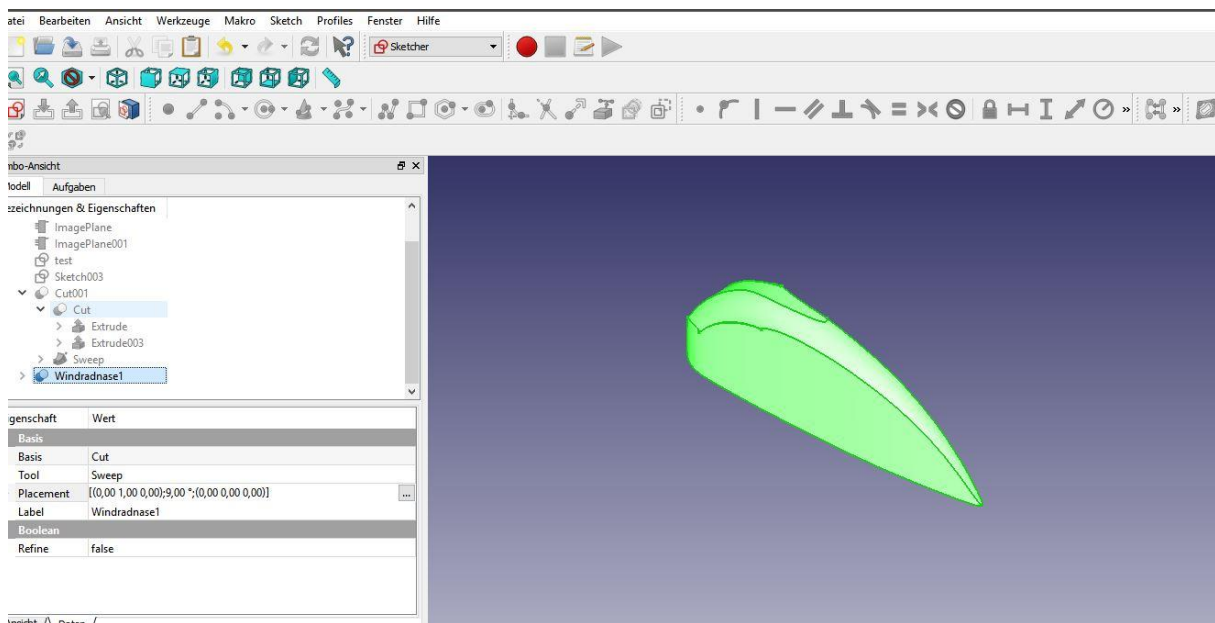 atei Bearbeiten Ansicht Werkzeuge Makro Sketch Profiles Fenster Hilfe
Sketcher
mbo-Ansicht
Modell Aufgaben
ezeichnungen & Eigenschaften
ImagePlane
ImagePlane001
test
Sketch003
Cut001
Cut
Extrude
Extrude003
Sweep
Windradnase1
igenschaft Wert
Basis
Basis Cut
Tool Sweep
Placement [(0,00 1,00 0,00);9,00 °;(0,00 0,00 0,00)] ...
Label Windradnase1
Boolean
Refine false